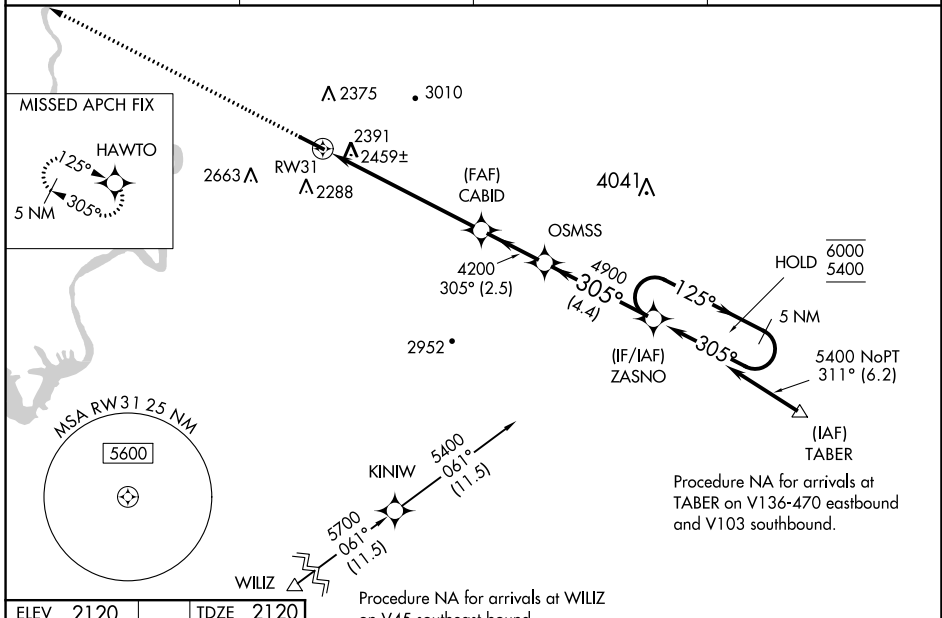 MISSED APCH FIX
HAWTO
125°
305°
5 NM
2375
3010
2391
2459±
RW31
2663
2288
(FAF)
CABID
4041
OSMSS
4200
305° (2.5)
4900
305°
(4.4)
HOLD
6000
5400
125°
5 NM
305°
(IF/IAF)
ZASNO
5400 NoPT
311° (6.2)
(IAF)
TABER
2952
MSA RW31 25 NM
5600
KINIW
5400
061°
(11.5)
5700
061°
(11.5)
WILIZ
Procedure NA for arrivals at
TABER on V136-470 eastbound
and V103 southbound.
Procedure NA for arrivals at WILIZ
on V45 southeast bound
ELEV 2120
TDZE 2120